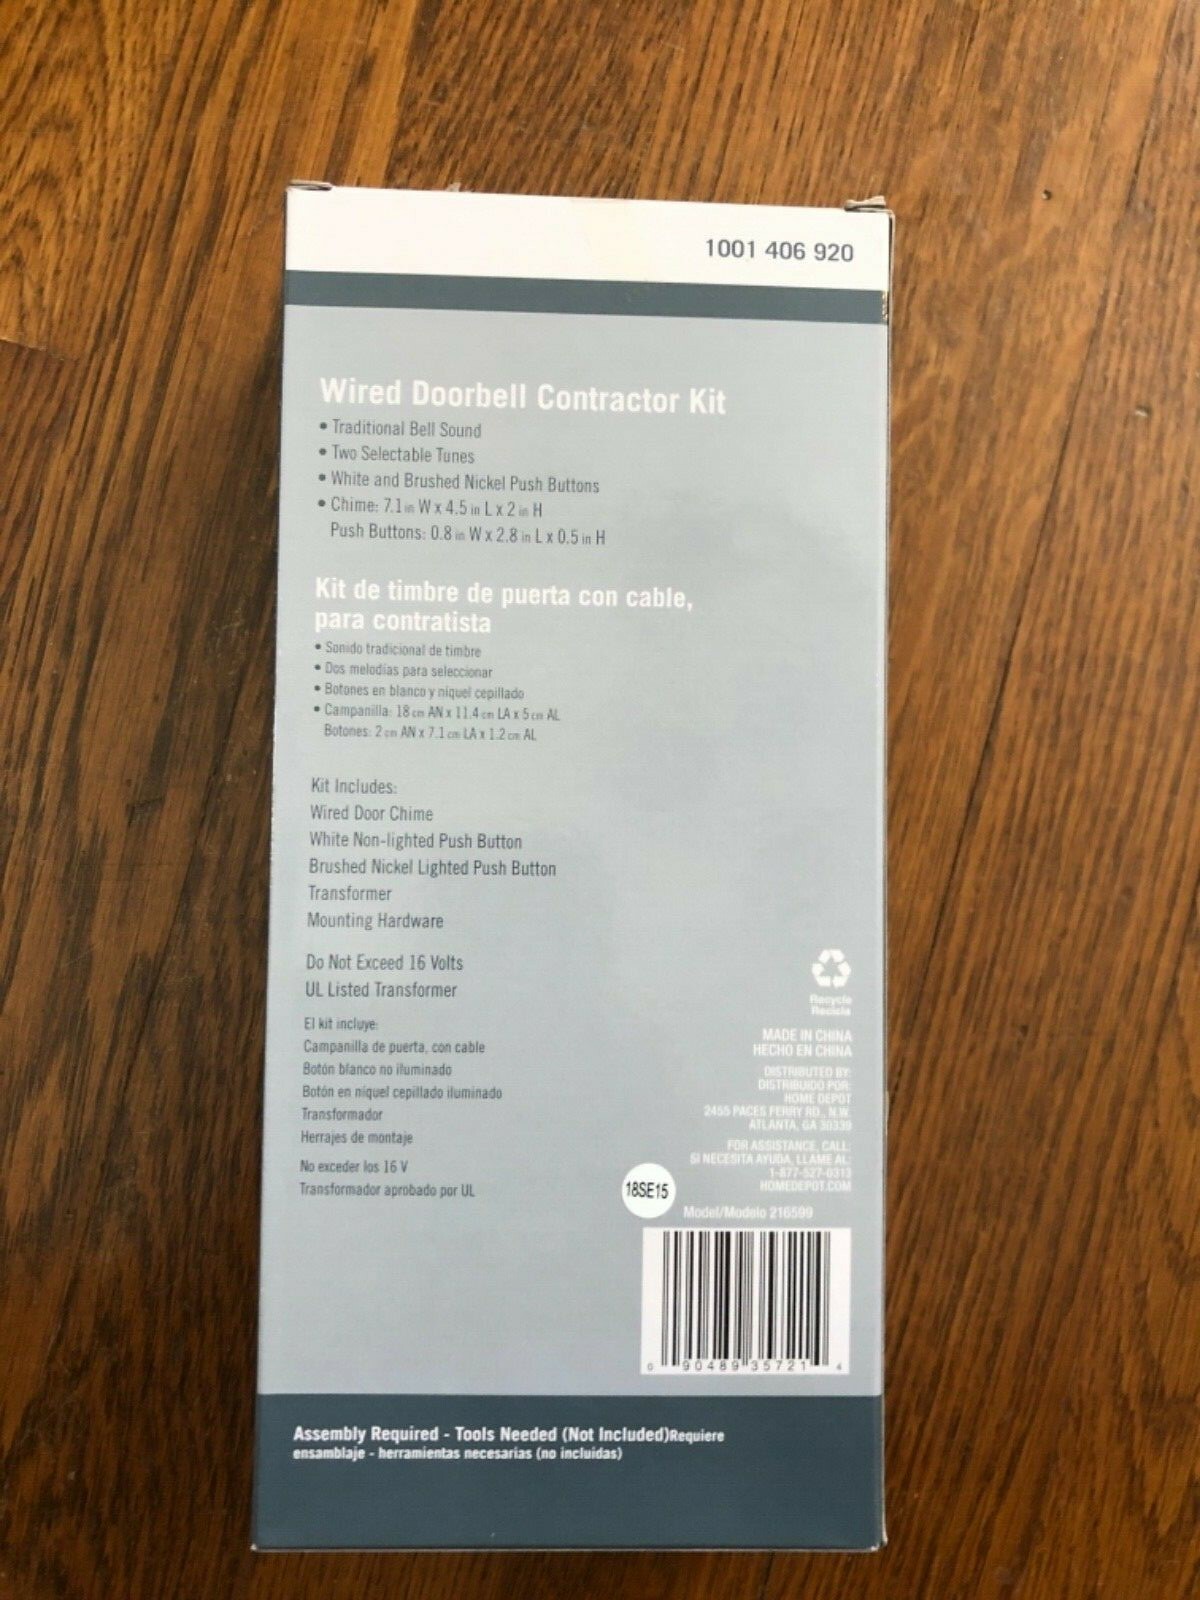 1001 406 920
Wired Doorbell Contractor Kit
• Traditional Bell Sound
• Two Selectable Tunes
• White and Brushed Nickel Push Buttons
• Chime: 7.1 in W x 4.5 in L x 2 in H
Push Buttons: 0.8 in W x 2.8 in L x 0.5 in H
Kit de timbre de puerta con cable,
para contratista
• Sonido tradicional de timbre
• Dos melodías para seleccionar
• Botones en blanco y níquel cepillado
• Campanilla: 18 cm AN x 11.4 cm LA x 5 cm AL
Botones: 2 cm AN x 7.1 cm LA x 1.2 cm AL
Kit Includes:
Wired Door Chime
White Non-lighted Push Button
Brushed Nickel Lighted Push Button
Transformer
Mounting Hardware
Do Not Exceed 16 Volts
UL Listed Transformer
El kit incluye:
Campanilla de puerta, con cable
Botón blanco no iluminado
Botón en níquel cepillado iluminado
Transformador
Herrajes de montaje
No exceder los 16 V
Transformador aprobado por UL
Recycle
Recicla
MADE IN CHINA
HECHO EN CHINA
DISTRIBUTED BY:
DISTRIBUIDO POR:
HOME DEPOT
2455 PACES FERRY RD., N.W.
ATLANTA, GA 30339
FOR ASSISTANCE, CALL:
SI NECESITA AYUDA, LLAME AL:
1-877-527-0313
HOMEDEPOT.COM
18SE15
Model/Modelo 216599
0 90489 35721 4
Assembly Required - Tools Needed (Not Included)Requiere
ensamblaje - herramientas necesarias (no incluidas)